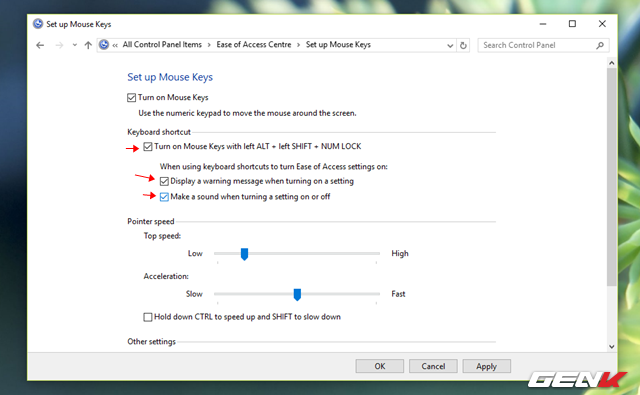 Set up Mouse Keys
« All Control Panel Items > Ease of Access Centre > Set up Mouse Keys
Search Control Panel
Set up Mouse Keys
Turn on Mouse Keys
Use the numeric keypad to move the mouse around the screen.
Keyboard shortcut
Turn on Mouse Keys with left ALT + left SHIFT + NUM LOCK
When using keyboard shortcuts to turn Ease of Access settings on:
Display a warning message when turning on a setting
Make a sound when turning a setting on or off
Pointer speed
Top speed:
Low High
Acceleration:
Slow Fast
Hold down CTRL to speed up and SHIFT to slow down
Other settings
OK Cancel Apply
GENK